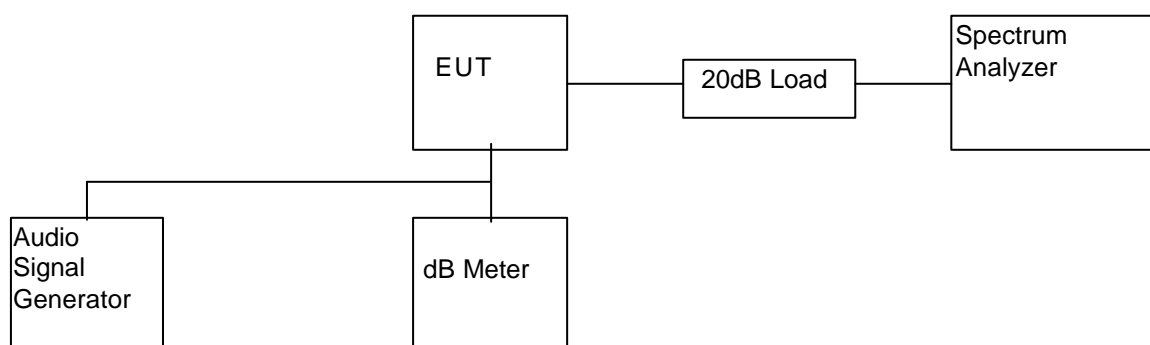 EUT
20dB Load
Spectrum
Analyzer
Audio
Signal
Generator
dB Meter